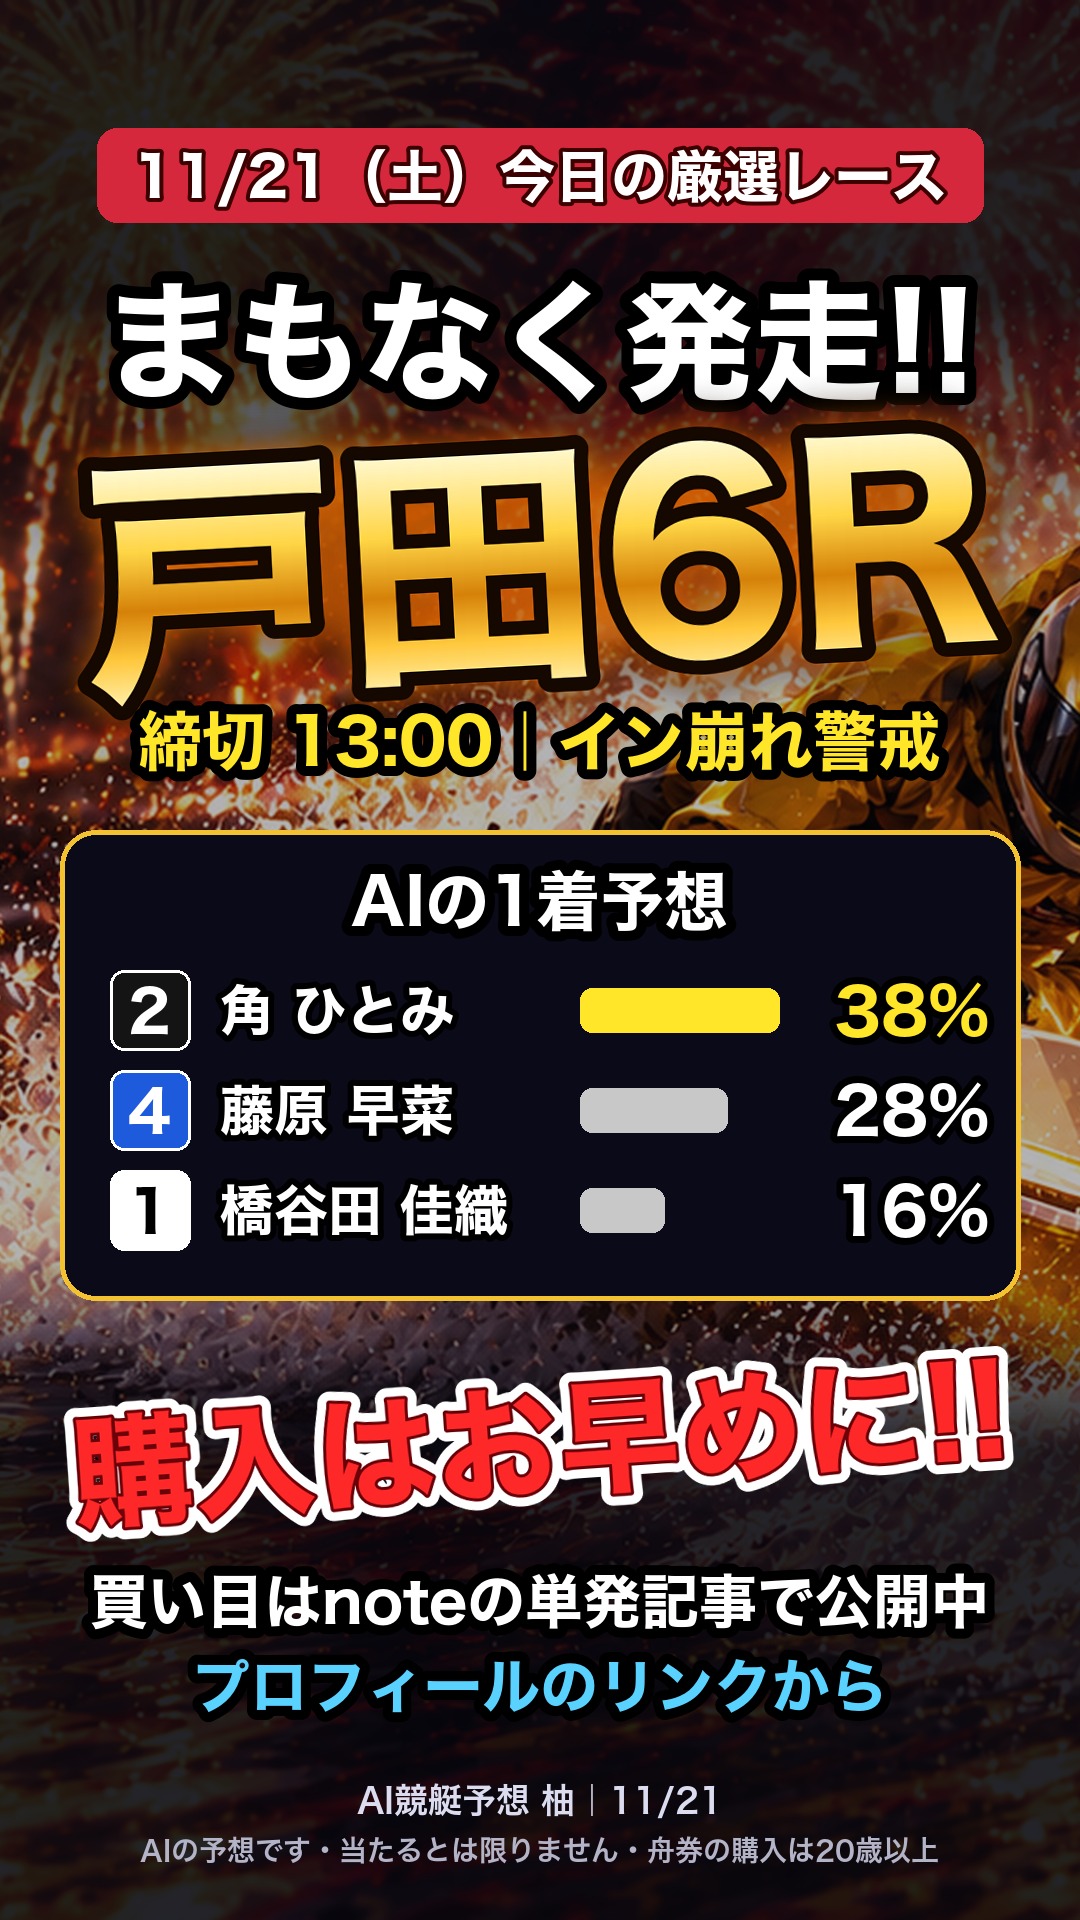 11/21（土）今日の厳選レース
まもなく発走!!
戸田6R
締切 13:00｜イン崩れ警戒
AIの1着予想
2 角 ひとみ 38%
4 藤原 早菜 28%
1 橋谷田 佳織 16%
購入はお早めに!!
買い目はnoteの単発記事で公開中
プロフィールのリンクから
AI競艇予想 柚｜11/21
AIの予想です・当たるとは限りません・舟券の購入は20歳以上